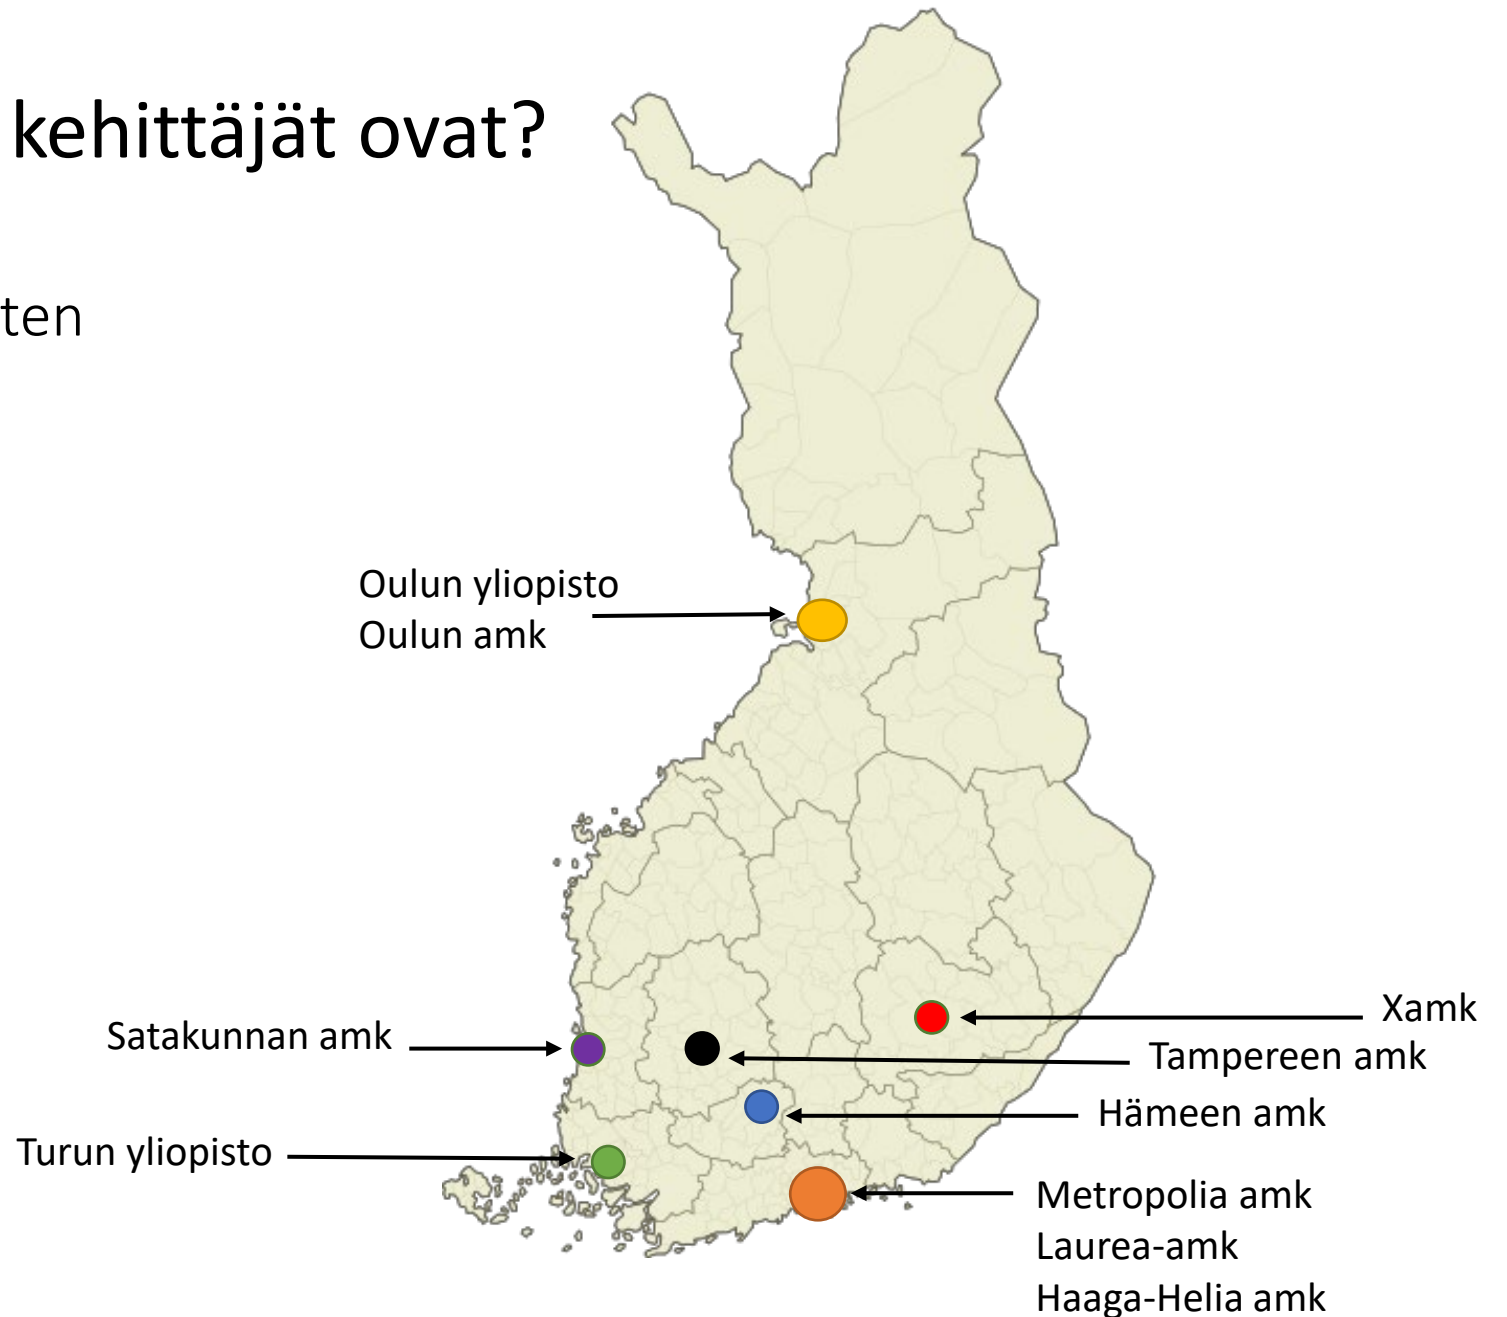 kehittäjät ovat?
ten
Oulun yliopisto
Oulun amk
Satakunnan amk
Xamk
Tampereen amk
Hämeen amk
Turun yliopisto
Metropolia amk
Laurea-amk
Haaga-Helia amk